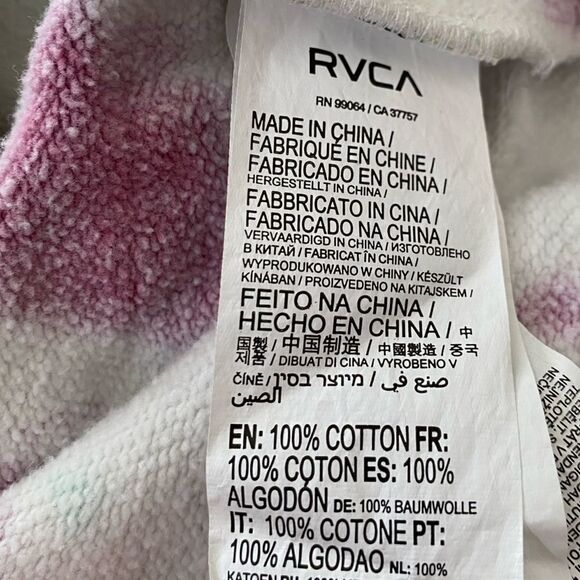 RVCA
RN 99064 / CA 37757
MADE IN CHINA /
FABRIQUÉ EN CHINE /
FABRICADO EN CHINA /
HERGESTELLT IN CHINA /
FABBRICATO IN CINA /
FABRICADO NA CHINA /
VERVAARDIGD IN CHINA / ИЗГОТОВЛЕНО
В КИТАЙ / FABRICAT ÎN CHINA /
WYPRODUKOWANO W CHINY / KÉSZÜLT
KÍNÁBAN / PROIZVEDENO NA KITAJSKEM /
FEITO NA CHINA /
HECHO EN CHINA / 中
国製 / 中国制造 / 中國製造 / 중국
제품 / DIBUAT DI CINA / VYROBENO V
ČÍNĚ / מיוצר בסין / صنع في
الصين
EN: 100% COTTON FR:
100% COTON ES: 100%
ALGODÓN DE: 100% BAUMWOLLE
IT: 100% COTONE PT:
100% ALGODAO NL: 100%